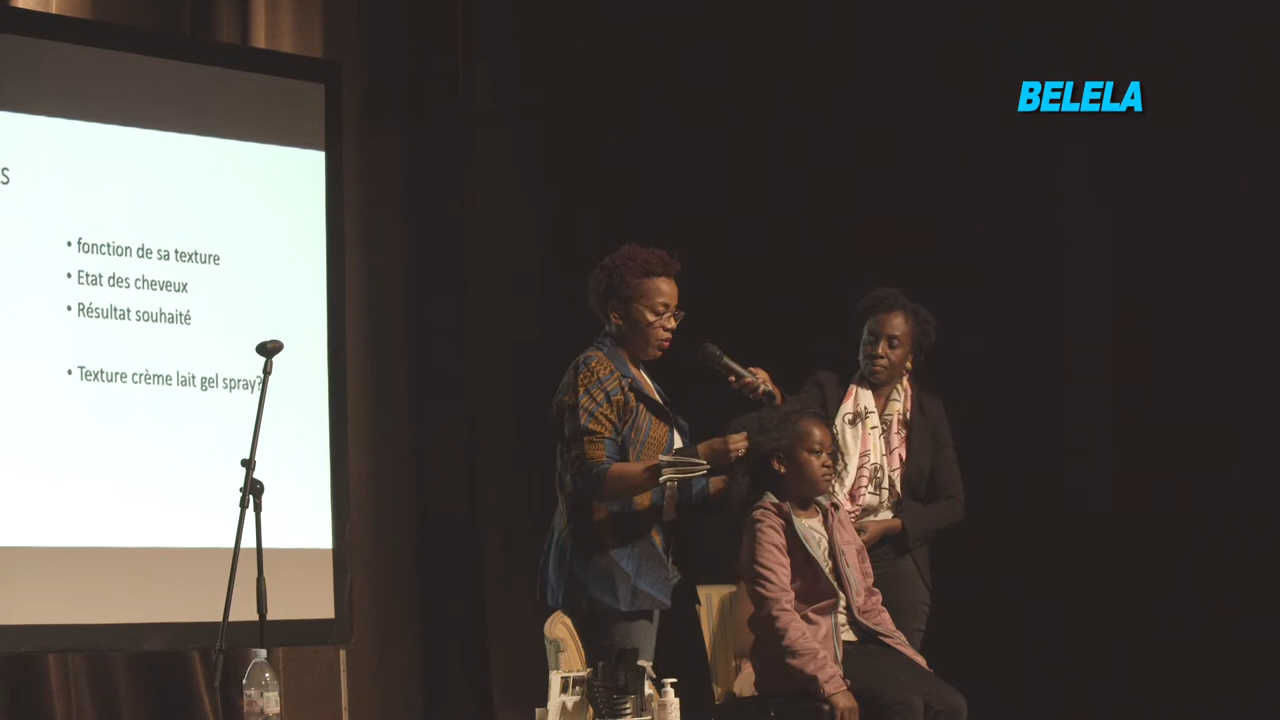 BELELA
s
• fonction de sa texture
• Etat des cheveux
• Résultat souhaité
• Texture crème lait gel spray?